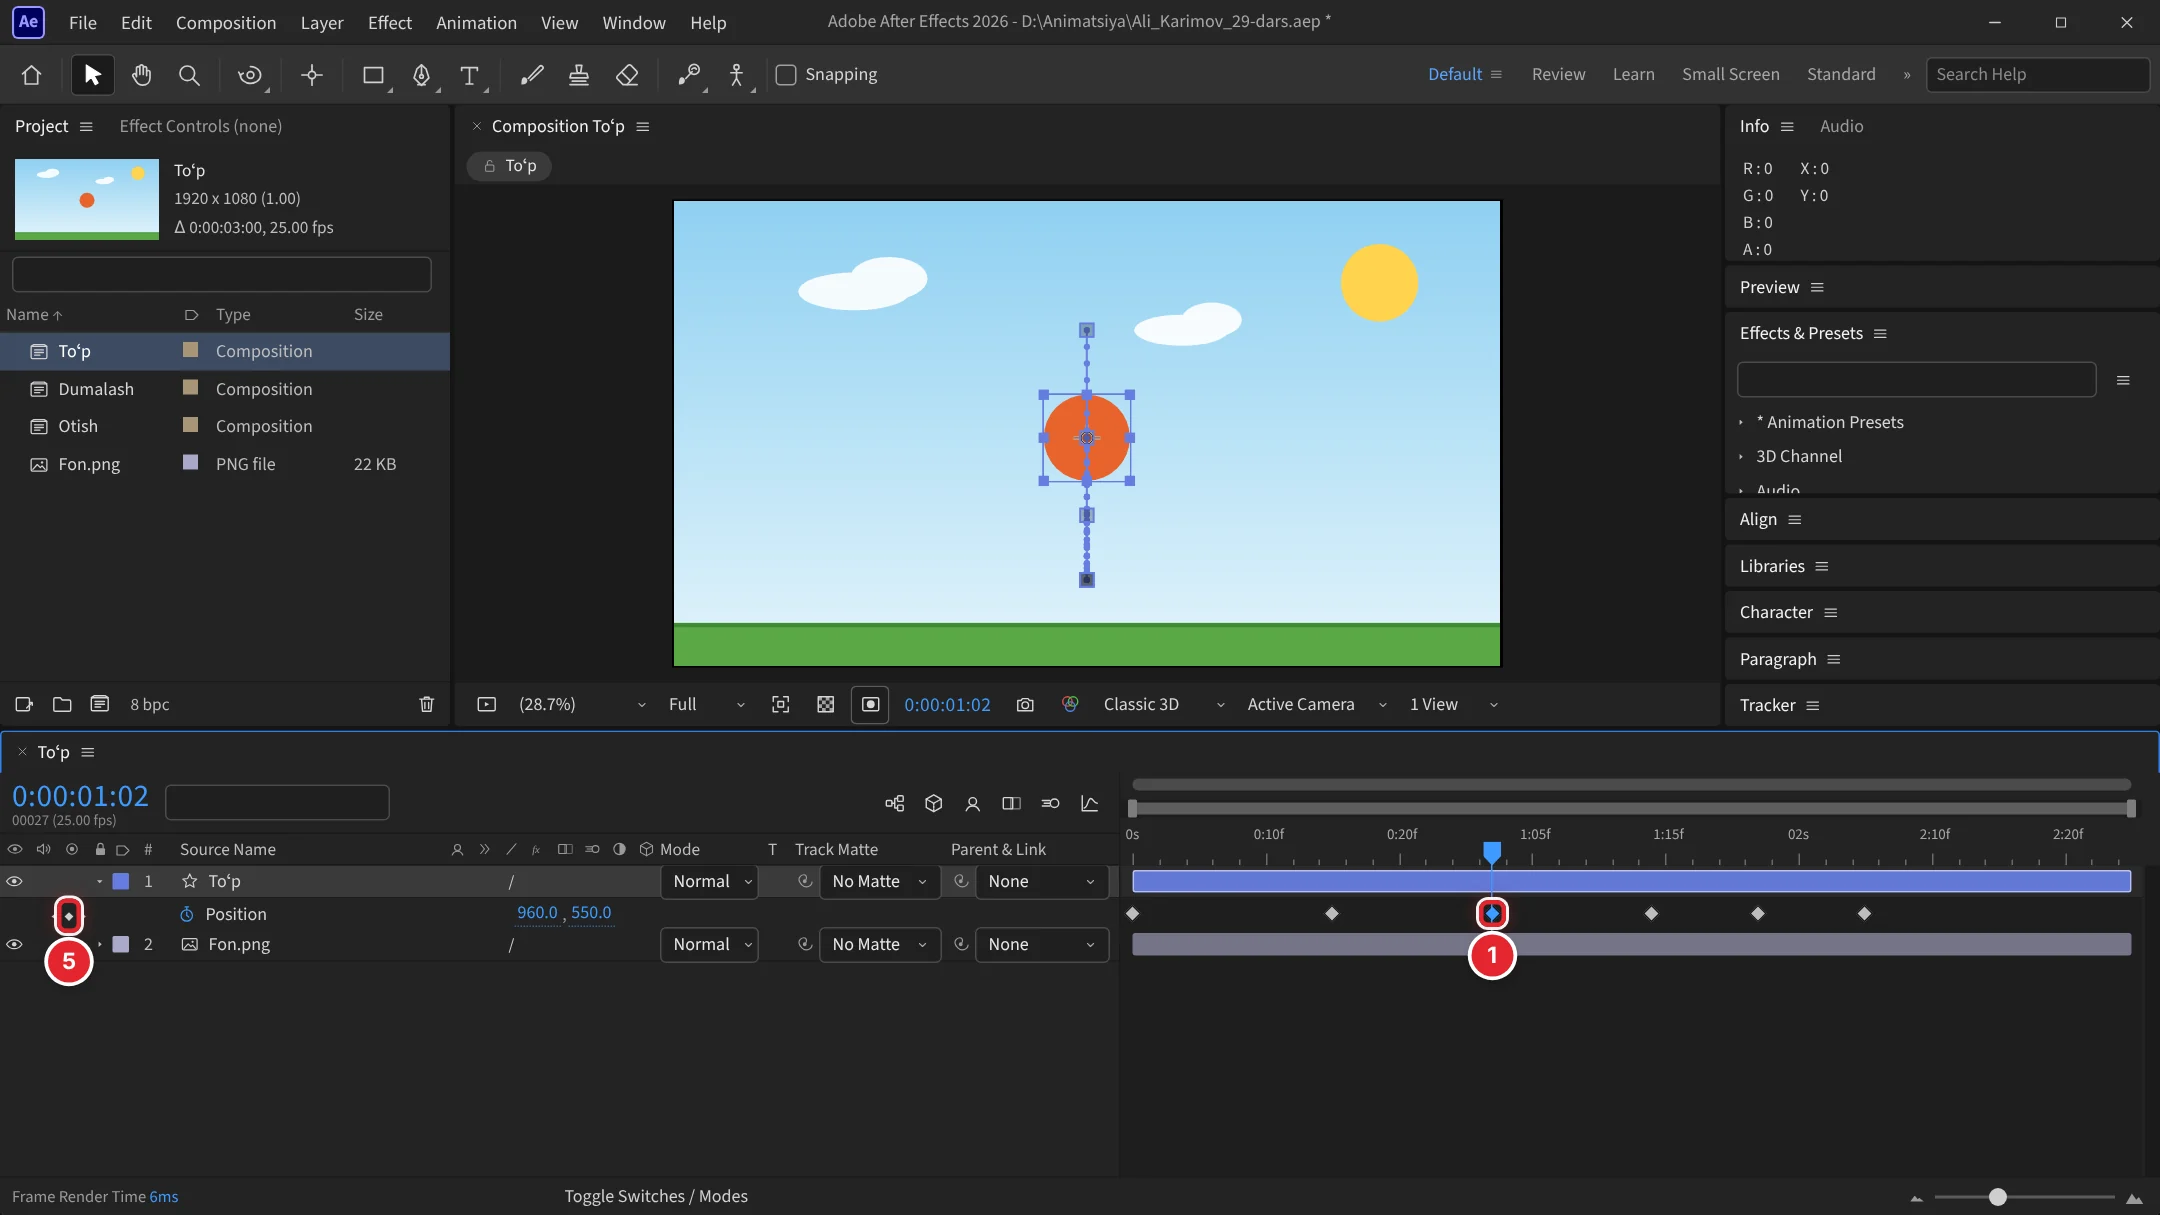 Ae File Edit Composition Layer Effect Animation View Window Help Adobe After Effects 2026 - D:\Animatsiya\Ali_Karimov_29-dars.aep *
Snapping Default Review Learn Small Screen Standard » Search Help
Project Effect Controls (none)
Toʻp
1920 x 1080 (1.00)
Δ 0:00:03:00, 25.00 fps
Name Type Size
Toʻp Composition
Dumalash Composition
Otish Composition
Fon.png PNG file 22 KB
8 bpc
Composition Toʻp
Toʻp
(28.7%) Full 0:00:01:02 Classic 3D Active Camera 1 View
Info Audio
R : 0 X : 0
G : 0 Y : 0
B : 0
A : 0
Preview
Effects & Presets
* Animation Presets
3D Channel
Audio
Align
Libraries
Character
Paragraph
Tracker
Toʻp
0:00:01:02
00027 (25.00 fps)
0s 0:10f 0:20f 1:05f 1:15f 02s 2:10f 2:20f
# Source Name fx Mode T Track Matte Parent & Link
1 Toʻp / Normal No Matte None
Position 960.0 , 550.0
2 Fon.png / Normal No Matte None
5
1
Frame Render Time 6ms Toggle Switches / Modes